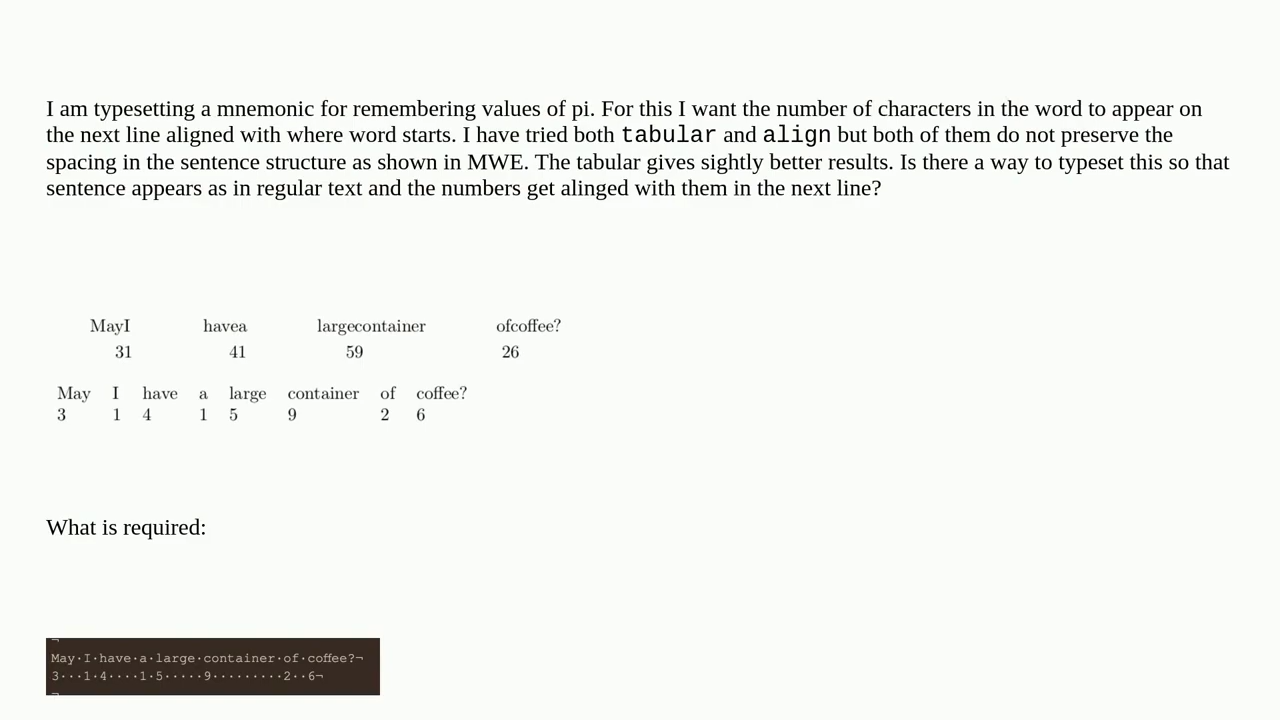 I am typesetting a mnemonic for remembering values of pi. For this I want the number of characters in the word to appear on
the next line aligned with where word starts. I have tried both tabular and align but both of them do not preserve the
spacing in the sentence structure as shown in MWE. The tabular gives sightly better results. Is there a way to typeset this so that
sentence appears as in regular text and the numbers get alinged with them in the next line?
MayI havea largecontainer ofcoffee?
31 41 59 26
May I have a large container of coffee?
3 1 4 1 5 9 2 6
What is required:
¬
May·I·have·a·large·container·of·coffee?¬
3···1·4····1·5·····9·········2··6¬
¬